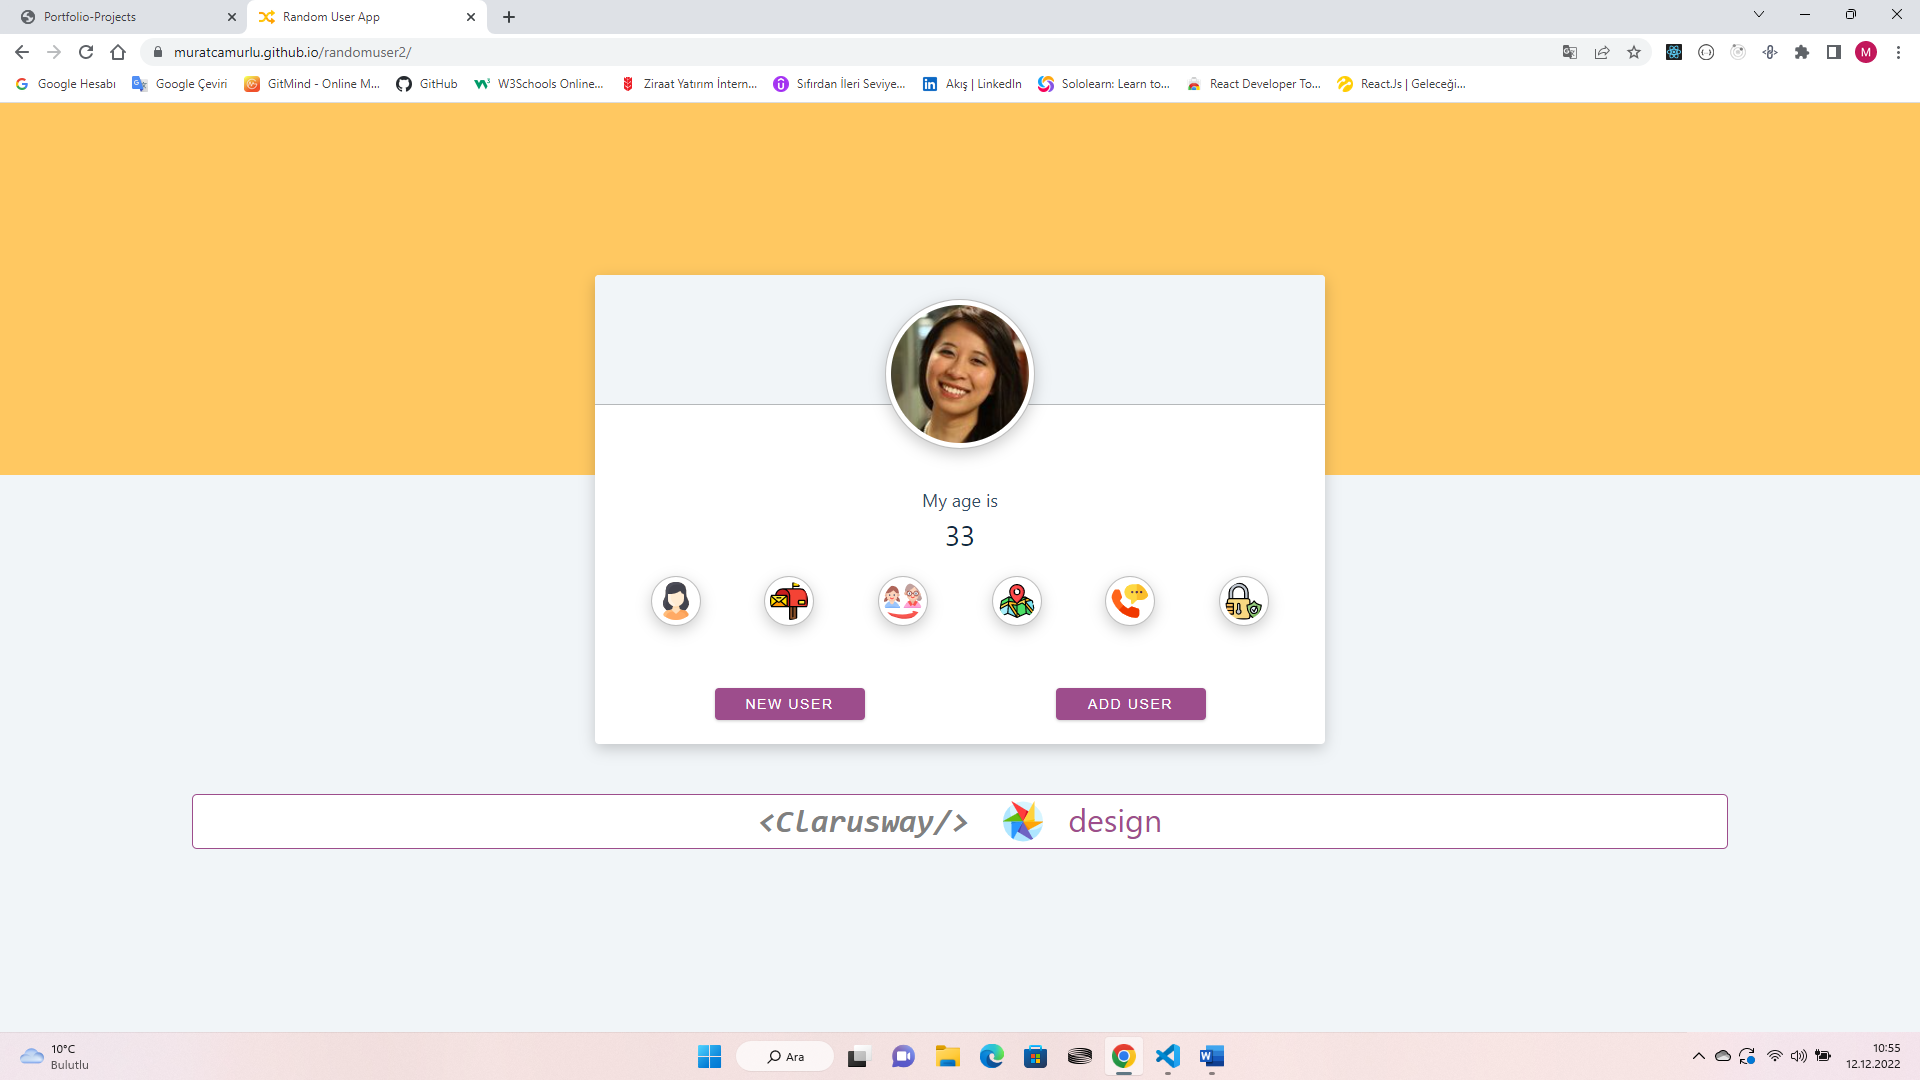 Portfolio-Projects
Random User App
muratcamurlu.github.io/randomuser2/
M
Google Hesabı
Google Çeviri
GitMind - Online M...
GitHub
W3Schools Online...
Ziraat Yatırım İntern...
Sıfırdan İleri Seviye...
Akış | LinkedIn
Sololearn: Learn to...
React Developer To...
React.Js | Geleceği...
My age is
33
NEW USER
ADD USER
<Clarusway/>
design
10°C
Bulutlu
Ara
10:55
12.12.2022